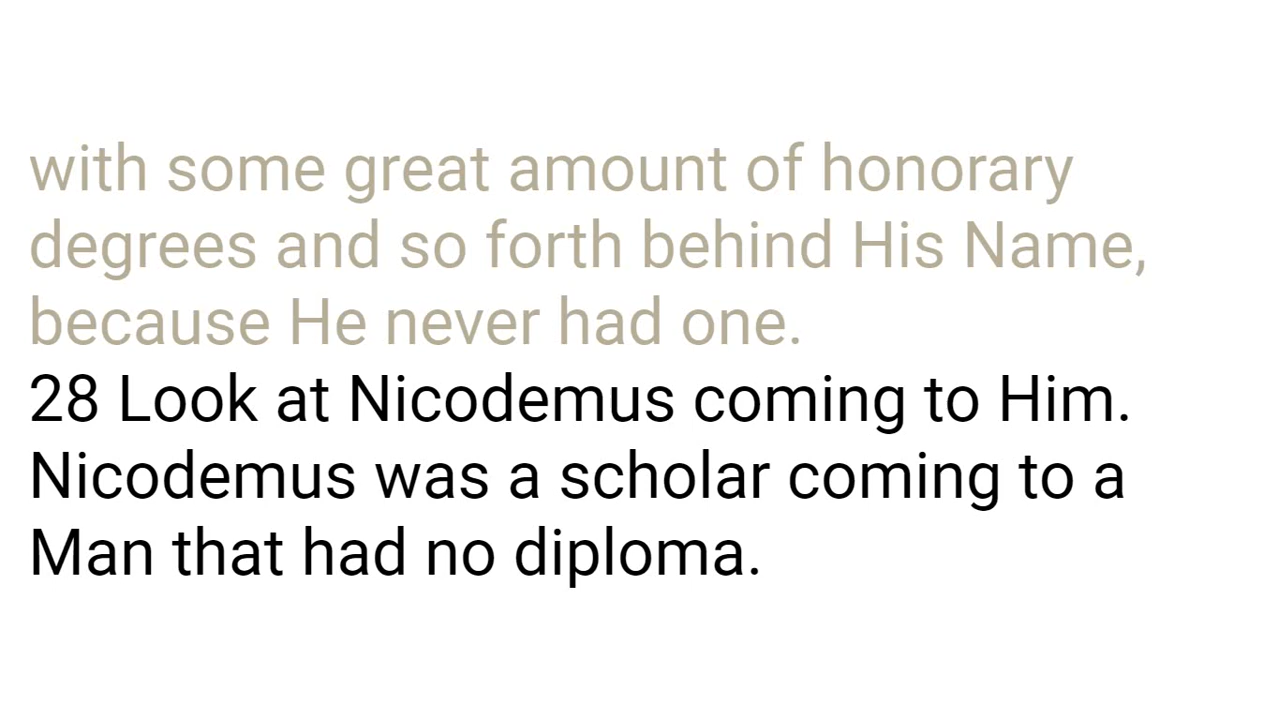 with some great amount of honorary
degrees and so forth behind His Name,
because He never had one.
28 Look at Nicodemus coming to Him.
Nicodemus was a scholar coming to a
Man that had no diploma.